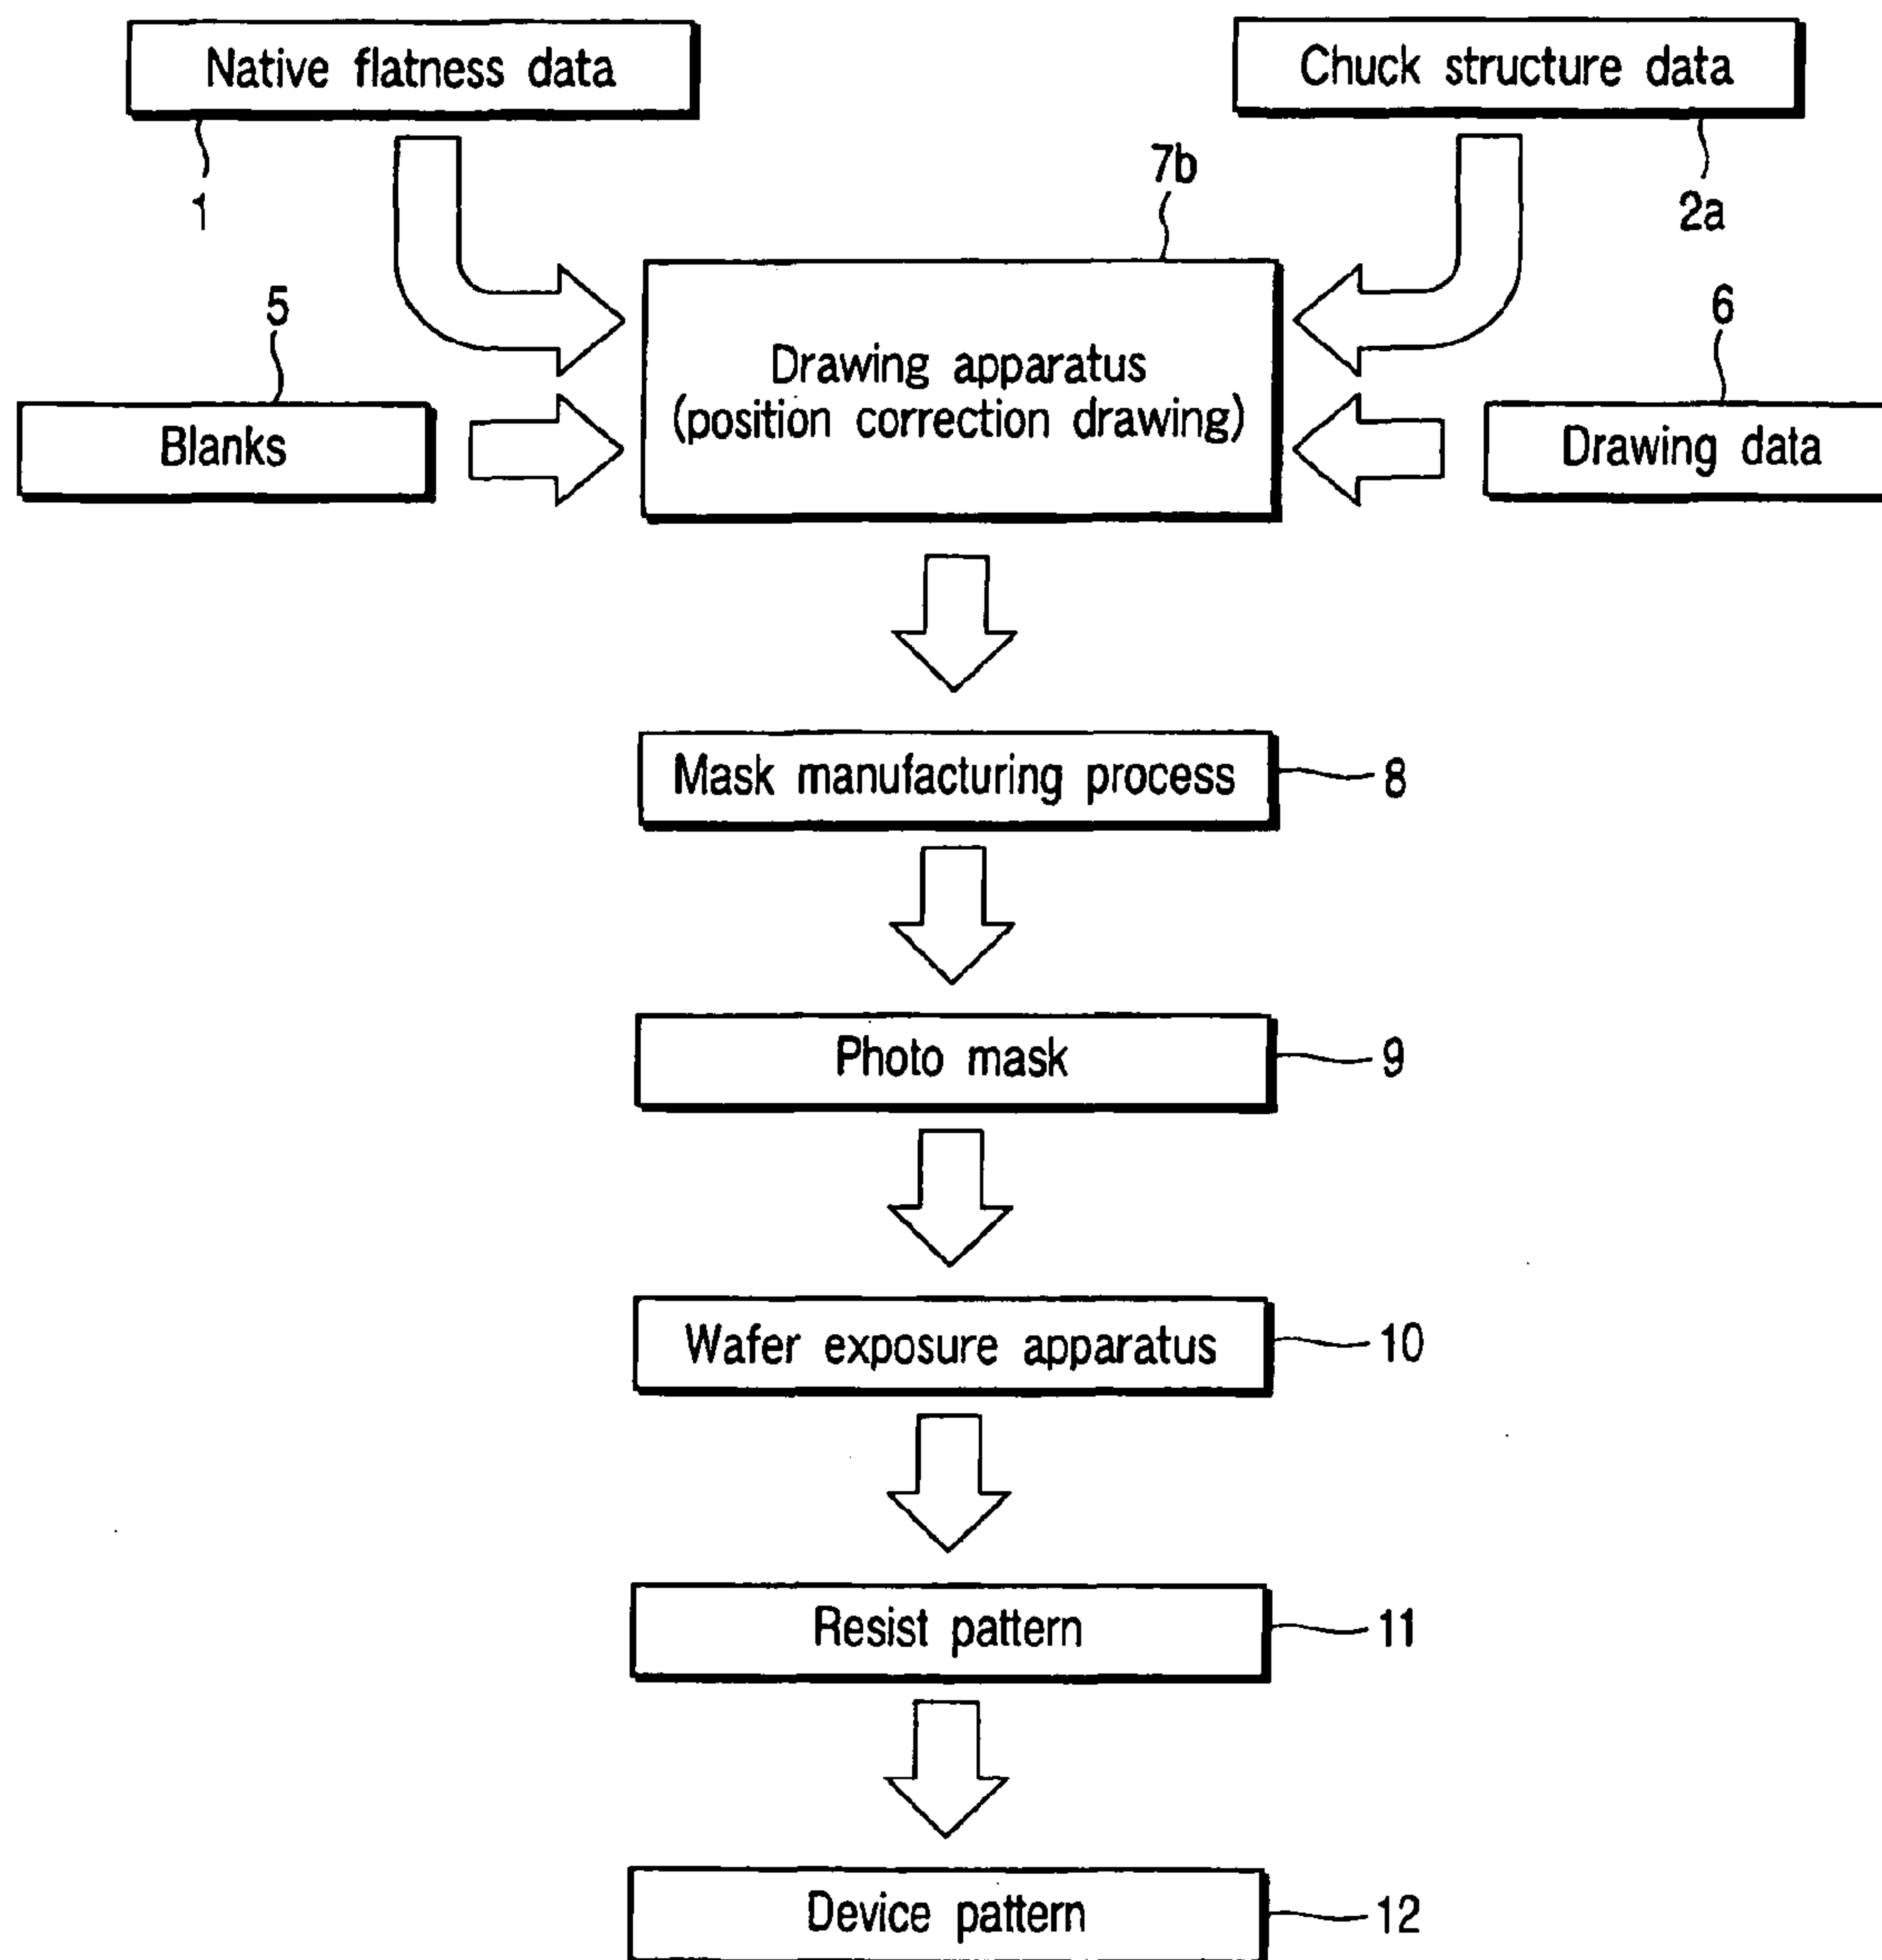 Native flatness data
Chuck structure data
1
7b
2a
5
6
Drawing apparatus
(position correction drawing)
Blanks
Drawing data
Mask manufacturing process
8
Photo mask
9
Wafer exposure apparatus
10
Resist pattern
11
Device pattern
12